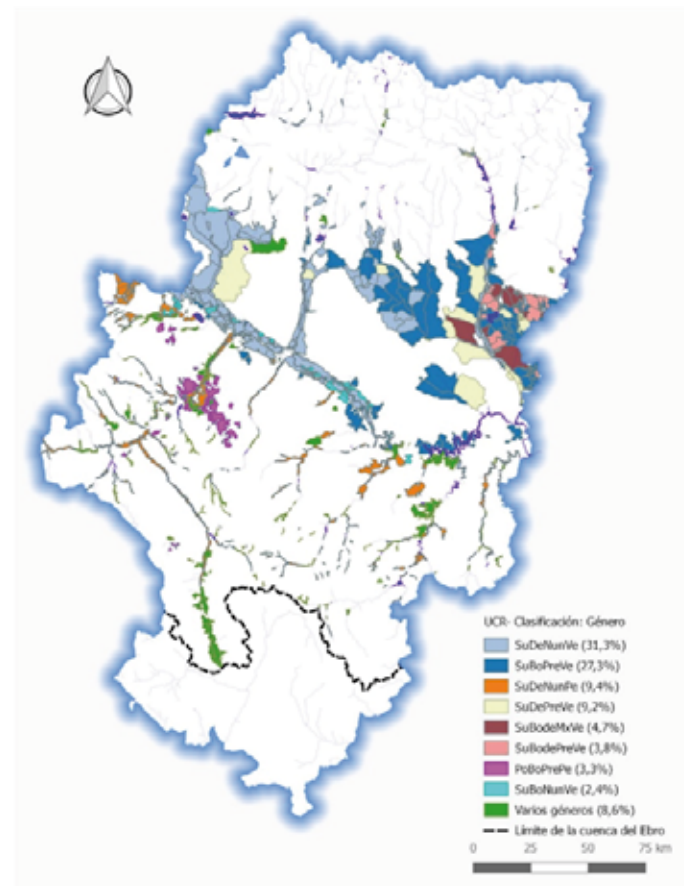 UCR- Clasificación: Género
SuDeNunVe (31,3%)
SuBoPreVe (27,3%)
SuDeNunPe (9,4%)
SuDePreVe (9,2%)
SuBodeMxVe (4,7%)
SuBodePreVe (3,8%)
PoBoPrePe (3,3%)
SuBoNunVe (2,4%)
Varios géneros (8,6%)
Límite de la cuenca del Ebro
0 25 50 75 km